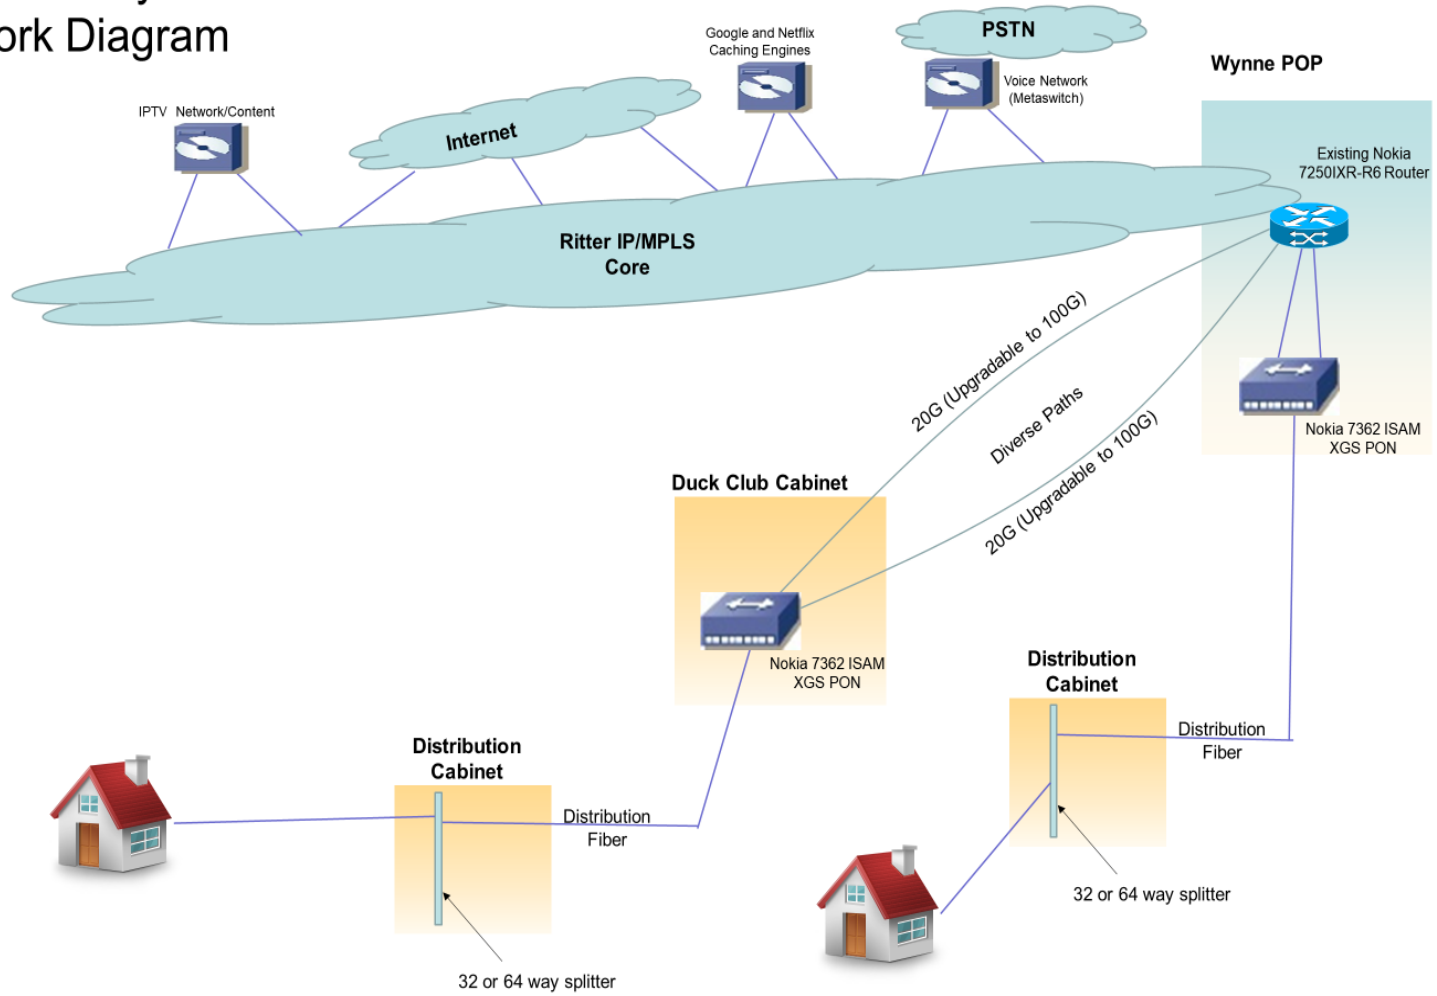 ork Diagram
PSTN
Google and Netflix
Caching Engines
Wynne POP
Voice Network
(Metaswitch)
IPTV Network/Content
Internet
Existing Nokia
7250IXR-R6 Router
Ritter IP/MPLS
Core
20G (Upgradable to 100G)
Diverse Paths
20G (Upgradable to 100G)
Nokia 7362 ISAM
XGS PON
Duck Club Cabinet
Nokia 7362 ISAM
XGS PON
Distribution
Cabinet
Distribution
Fiber
Distribution
Cabinet
Distribution
Fiber
32 or 64 way splitter
32 or 64 way splitter